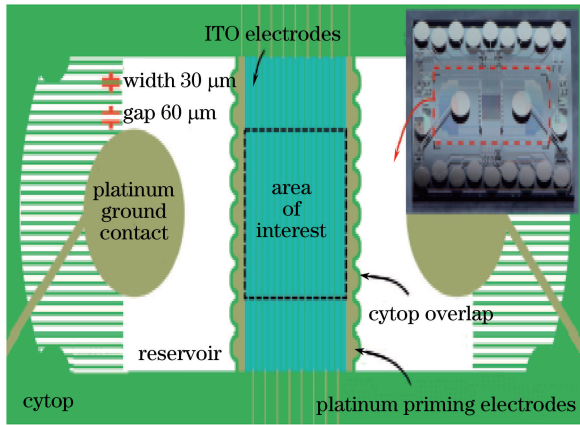 ITO electrodes
width 30 μm
gap 60 μm
platinum
ground
contact
area
of
interest
cytop overlap
reservoir
cytop
platinum priming electrodes